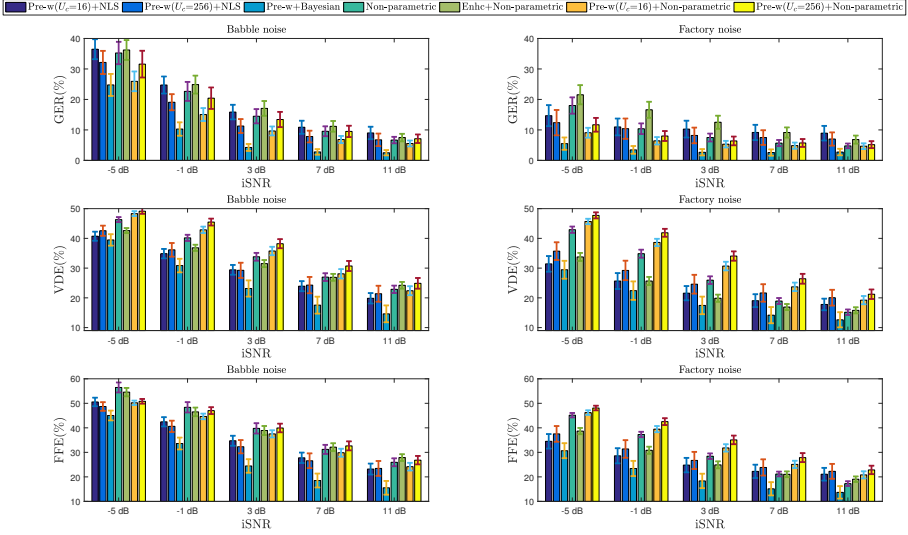 Pre-w(U_c=16)+NLS Pre-w(U_c=256)+NLS Pre-w+Bayesian Non-parametric Enhc+Non-parametric Pre-w(U_c=16)+Non-parametric Pre-w(U_c=256)+Non-parametric
Babble noise
GER(%)
40
30
20
10
0
-5 dB -1 dB 3 dB 7 dB 11 dB
iSNR
Factory noise
GER(%)
40
30
20
10
0
-5 dB -1 dB 3 dB 7 dB 11 dB
iSNR
Babble noise
VDE(%)
50
40
30
20
10
-5 dB -1 dB 3 dB 7 dB 11 dB
iSNR
Factory noise
VDE(%)
50
40
30
20
10
-5 dB -1 dB 3 dB 7 dB 11 dB
iSNR
Babble noise
FFE(%)
60
50
40
30
20
10
-5 dB -1 dB 3 dB 7 dB 11 dB
iSNR
Factory noise
FFE(%)
60
50
40
30
20
10
-5 dB -1 dB 3 dB 7 dB 11 dB
iSNR